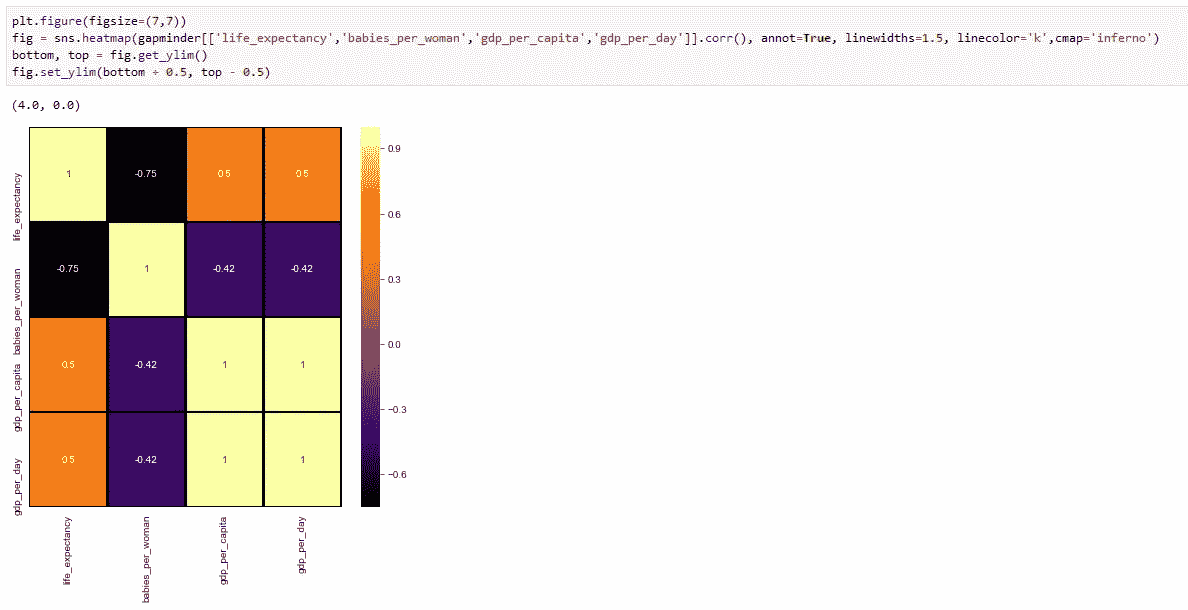 plt.figure(figsize=(7,7))
fig = sns.heatmap(gapminder[['life_expectancy','babies_per_woman','gdp_per_capita','gdp_per_day']].corr(), annot=True, linewidths=1.5, linecolor='k',cmap='inferno')
bottom, top = fig.get_ylim()
fig.set_ylim(bottom + 0.5, top - 0.5)
(4.0, 0.0)
life_expectancy
1
-0.75
0.5
0.5
babies_per_woman
-0.75
1
-0.42
-0.42
gdp_per_capita
0.5
-0.42
1
1
gdp_per_day
0.5
-0.42
1
1
life_expectancy
babies_per_woman
gdp_per_capita
gdp_per_day
0.9
0.6
0.3
0.0
−0.3
−0.6